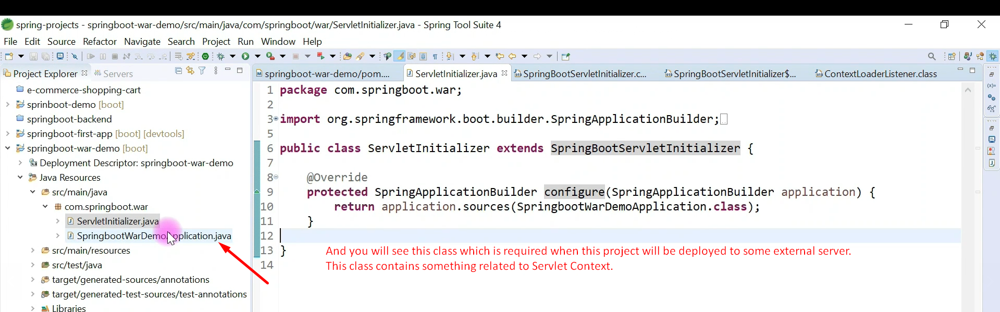 spring-projects - springboot-war-demo/src/main/java/com/springboot/war/ServletInitializer.java - Spring Tool Suite 4
File Edit Source Refactor Navigate Search Project Run Window Help
Project Explorer Servers
springboot-war-demo/pom.... ServletInitializer.java SpringBootServletInitializer.c... SpringBootServletInitializer$... ContextLoaderListener.class
e-commerce-shopping-cart
sprinboot-demo [boot]
springboot-backend
springboot-first-app [boot] [devtools]
springboot-war-demo [boot]
Deployment Descriptor: springboot-war-demo
Java Resources
src/main/java
com.springboot.war
ServletInitializer.java
SpringbootWarDemoApplication.java
src/main/resources
src/test/java
target/generated-sources/annotations
target/generated-test-sources/test-annotations
Libraries
1 package com.springboot.war;
2
3 import org.springframework.boot.builder.SpringApplicationBuilder;
5
6 public class ServletInitializer extends SpringBootServletInitializer {
7
8 @Override
9 protected SpringApplicationBuilder configure(SpringApplicationBuilder application) {
10 return application.sources(SpringbootWarDemoApplication.class);
11 }
12
13 }
14
And you will see this class which is required when this project will be deployed to some external server.
This class contains something related to Servlet Context.